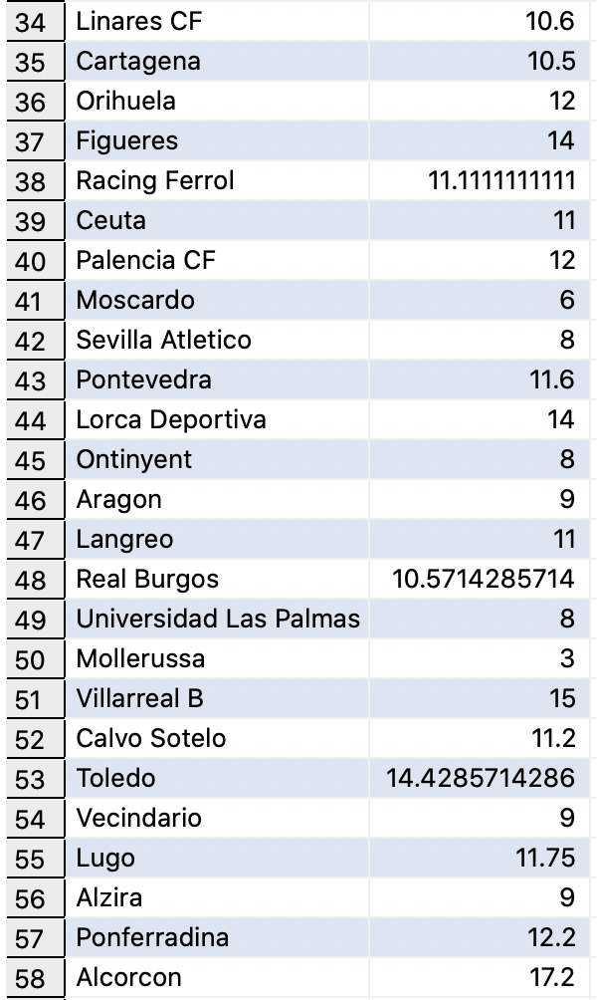 34 Linares CF 10.6
35 Cartagena 10.5
36 Orihuela 12
37 Figueres 14
38 Racing Ferrol 11.1111111111
39 Ceuta 11
40 Palencia CF 12
41 Moscardo 6
42 Sevilla Atletico 8
43 Pontevedra 11.6
44 Lorca Deportiva 14
45 Ontinyent 8
46 Aragon 9
47 Langreo 11
48 Real Burgos 10.5714285714
49 Universidad Las Palmas 8
50 Mollerussa 3
51 Villarreal B 15
52 Calvo Sotelo 11.2
53 Toledo 14.4285714286
54 Vecindario 9
55 Lugo 11.75
56 Alzira 9
57 Ponferradina 12.2
58 Alcorcon 17.2